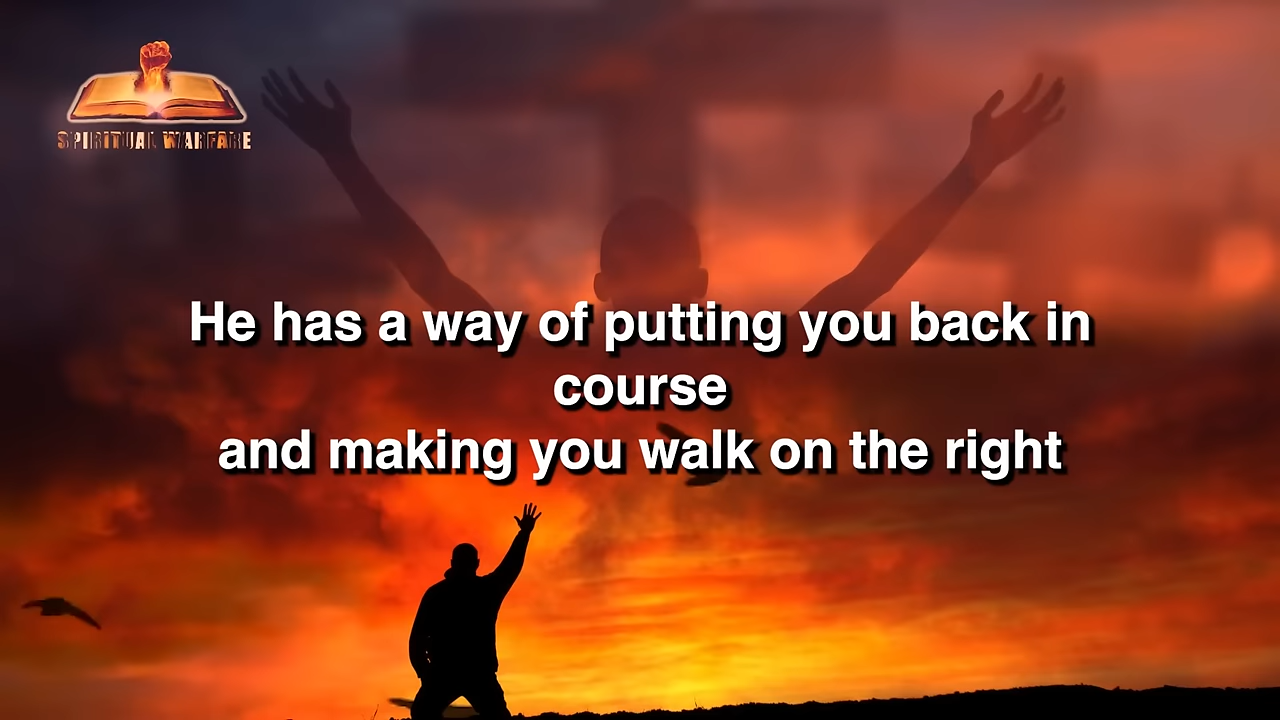 SPIRITUAL WARFARE
He has a way of putting you back in
course
and making you walk on the right